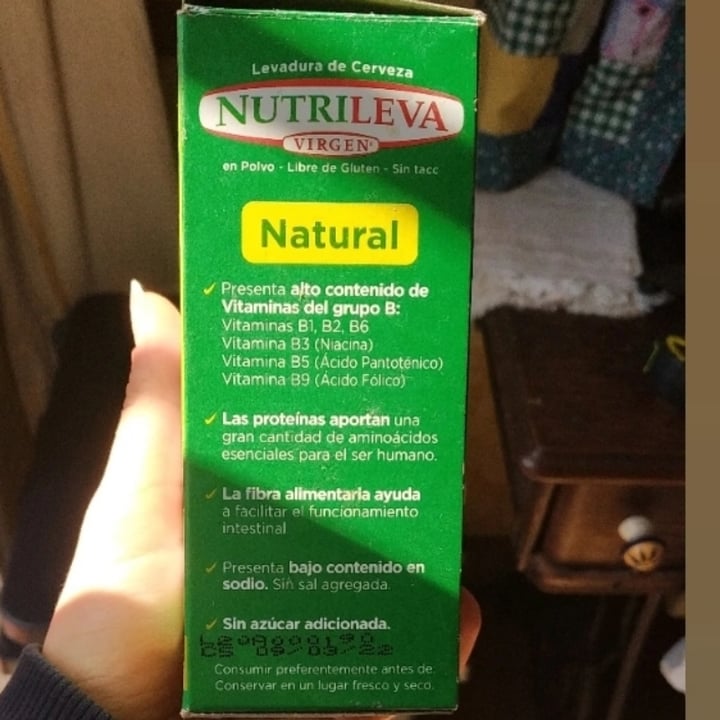 Levadura de Cerveza
NUTRILEVA
VIRGEN
en Polvo - Libre de Gluten - Sin tacc
Natural
Presenta alto contenido de
Vitaminas del grupo B:
Vitaminas B1, B2, B6
Vitamina B3 (Niacina)
Vitamina B5 (Ácido Pantoténico)
Vitamina B9 (Ácido Fólico)
Las proteínas aportan una
gran cantidad de aminoácidos
esenciales para el ser humano.
La fibra alimentaria ayuda
a facilitar el funcionamiento
intestinal
Presenta bajo contenido en
sodio. Sin sal agregada.
Sin azúcar adicionada.
09/03/22
Consumir preferentemente antes de:
Conservar en un lugar fresco y seco.